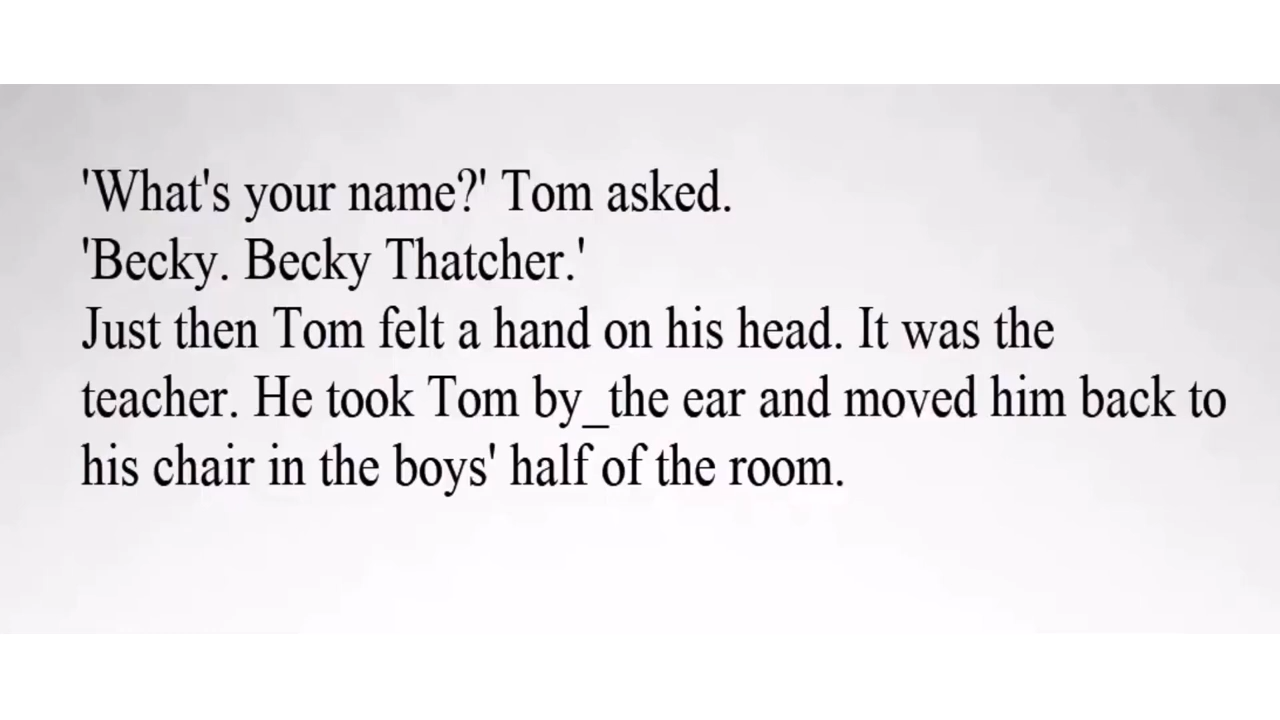 'What's your name?' Tom asked.
'Becky. Becky Thatcher.'
Just then Tom felt a hand on his head. It was the
teacher. He took Tom by_the ear and moved him back to
his chair in the boys' half of the room.